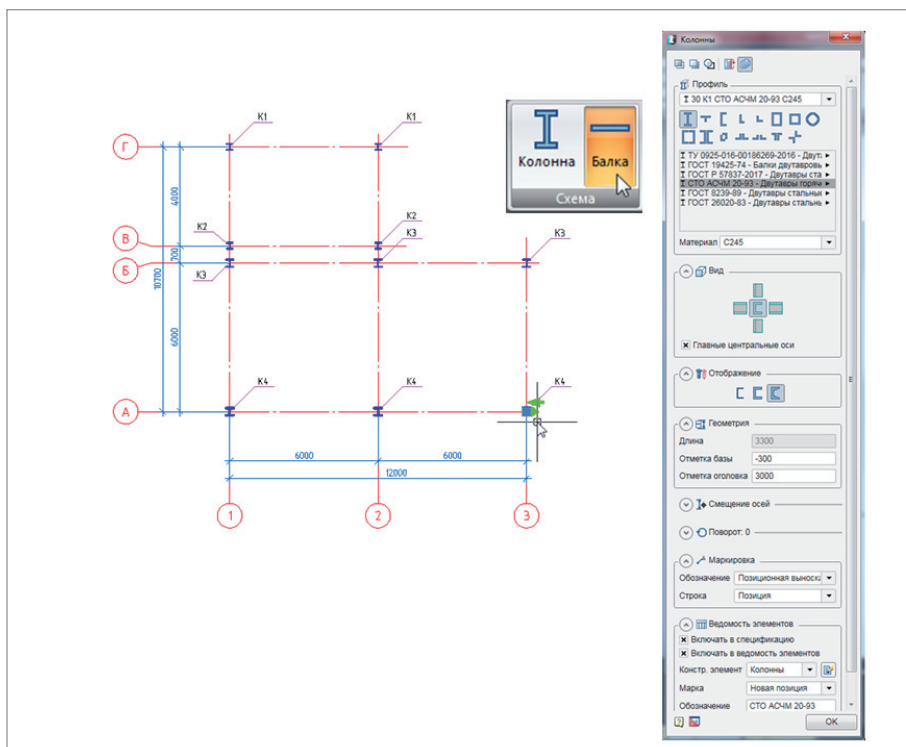 К1
К1
Г
4000
К2
К2
В
700
К3
К3
Б
К3
10700
6000
К4
К4
К4
А
6000
6000
12000
1
2
3
Колонна
Балка
Схема
Колонны
Профиль
30 К1 СТО АСЧМ 20-93 С245
ТУ 0925-016-00186269-2016 - Двут
ГОСТ 19425-74 - Балки двутавровы
ГОСТ Р 57837-2017 - Двутавры ста
СТО АСЧМ 20-93 - Двутавры горяч
ГОСТ 8239-89 - Двутавры стальные
ГОСТ 26020-83 - Двутавры стальны
Материал С245
Вид
Главные центральные оси
Отображение
Геометрия
Длина 3300
Отметка базы -300
Отметка оголовка 3000
Смещение осей
Поворот: 0
Маркировка
Обозначение Позиционная выноска
Строка Позиция
Ведомость элементов
Включать в спецификацию
Включать в ведомость элементов
Констр. элемент Колонны
Марка Новая позиция
Обозначение СТО АСЧМ 20-93
ОК